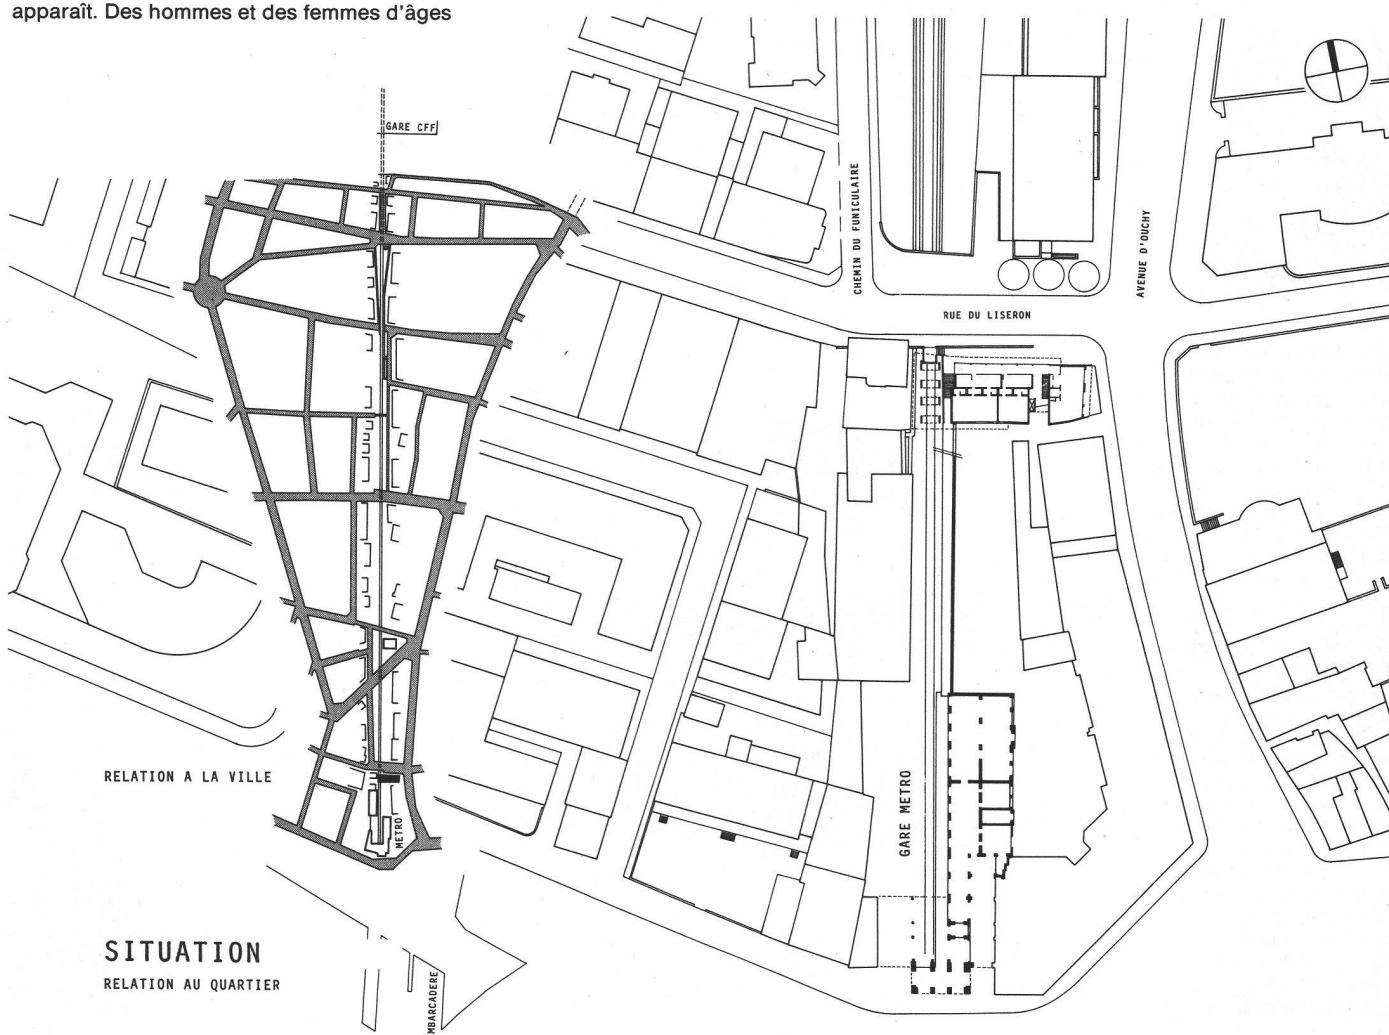 apparaît. Des hommes et des femmes d'âges
GARE CFF
CHEMIN DU FUNICULAIRE
AVENUE D'OUCHY
RUE DU LISERON
RELATION A LA VILLE
METRO
GARE METRO
SITUATION
RELATION AU QUARTIER
MBARCADERE